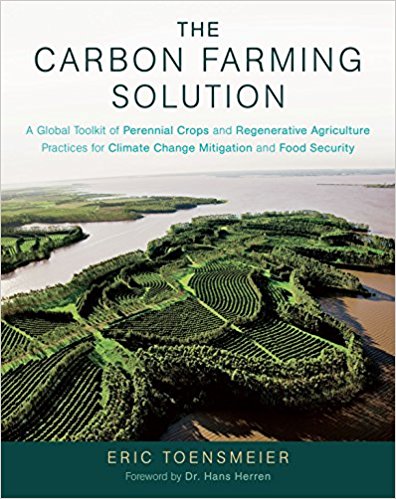 THE
CARBON FARMING
SOLUTION
A Global Toolkit of Perennial Crops and Regenerative Agriculture
Practices for Climate Change Mitigation and Food Security
ERIC TOENSMEIER
Foreword by Dr. Hans Herren